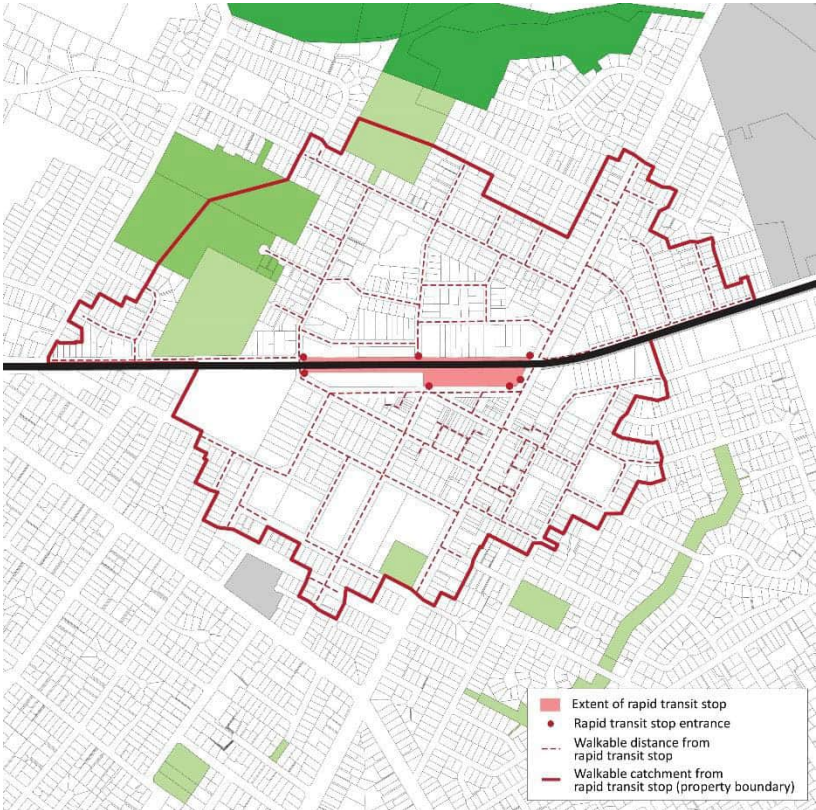 Extent of rapid transit stop
Rapid transit stop entrance
Walkable distance from
rapid transit stop
Walkable catchment from
rapid transit stop (property boundary)